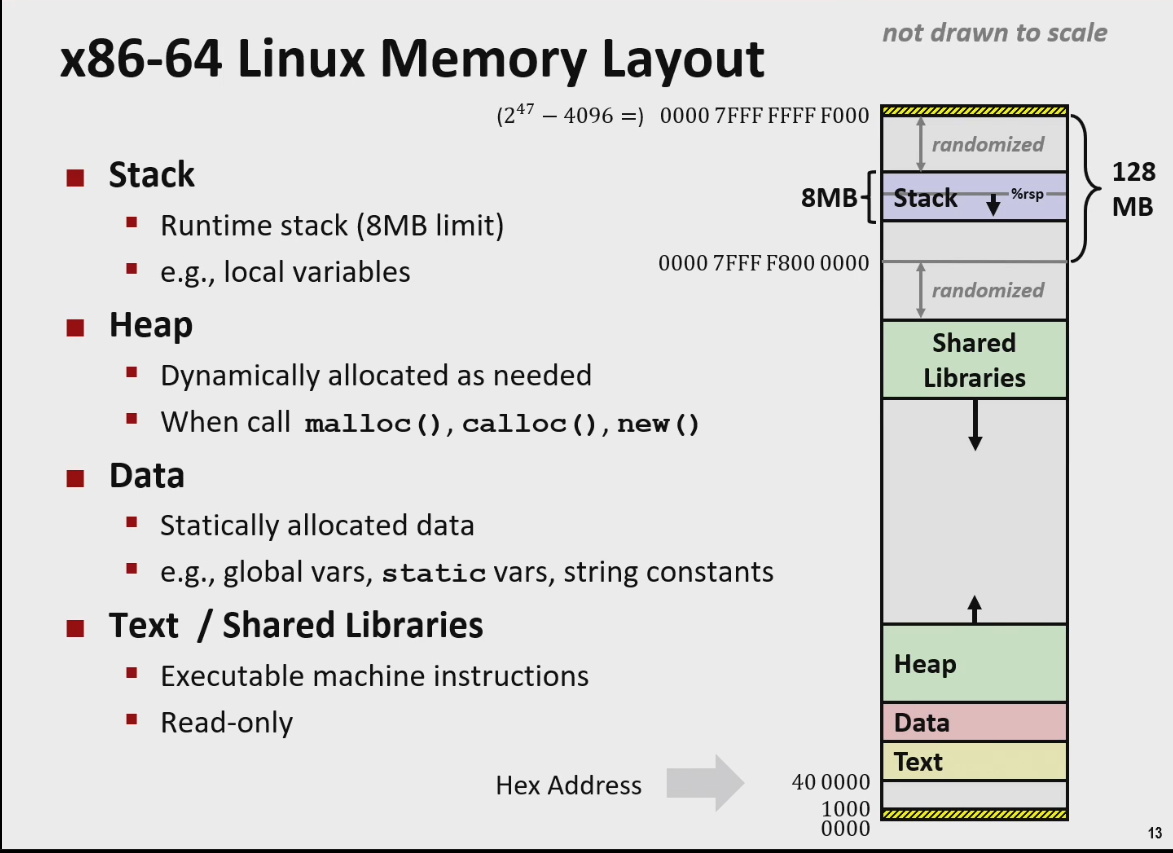 not drawn to scale
x86-64 Linux Memory Layout
(2⁴⁷ – 4096 =) 0000 7FFF FFFF F000
Stack
Runtime stack (8MB limit)
e.g., local variables
Heap
Dynamically allocated as needed
When call malloc(), calloc(), new()
Data
Statically allocated data
e.g., global vars, static vars, string constants
Text / Shared Libraries
Executable machine instructions
Read-only
Hex Address
randomized
8MB
Stack
%rsp
128
MB
0000 7FFF F800 0000
randomized
Shared
Libraries
Heap
Data
Text
40 0000
1000
0000
13